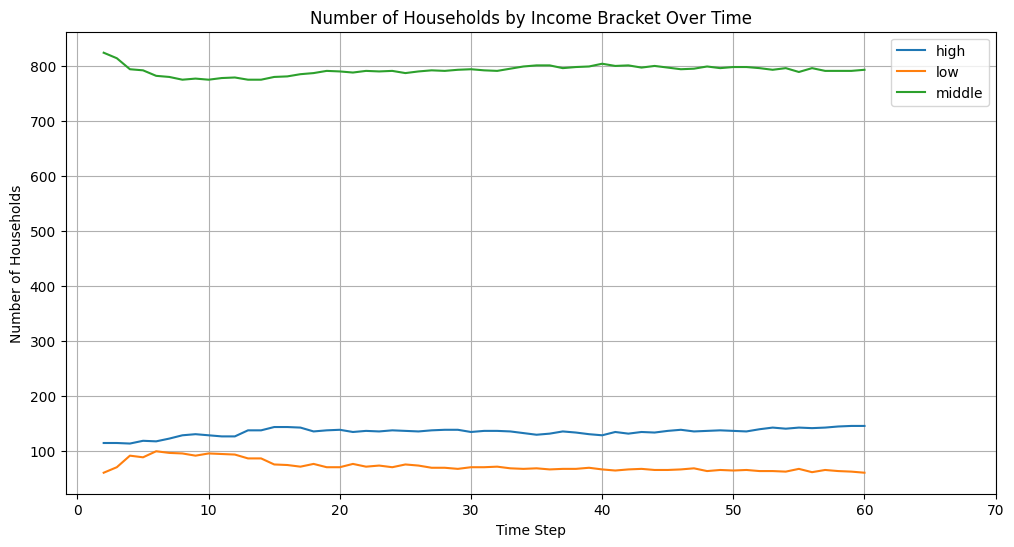 Number of Households by Income Bracket Over Time
high
low
middle
800
700
600
500
400
300
200
100
Number of Households
0 10 20 30 40 50 60 70
Time Step